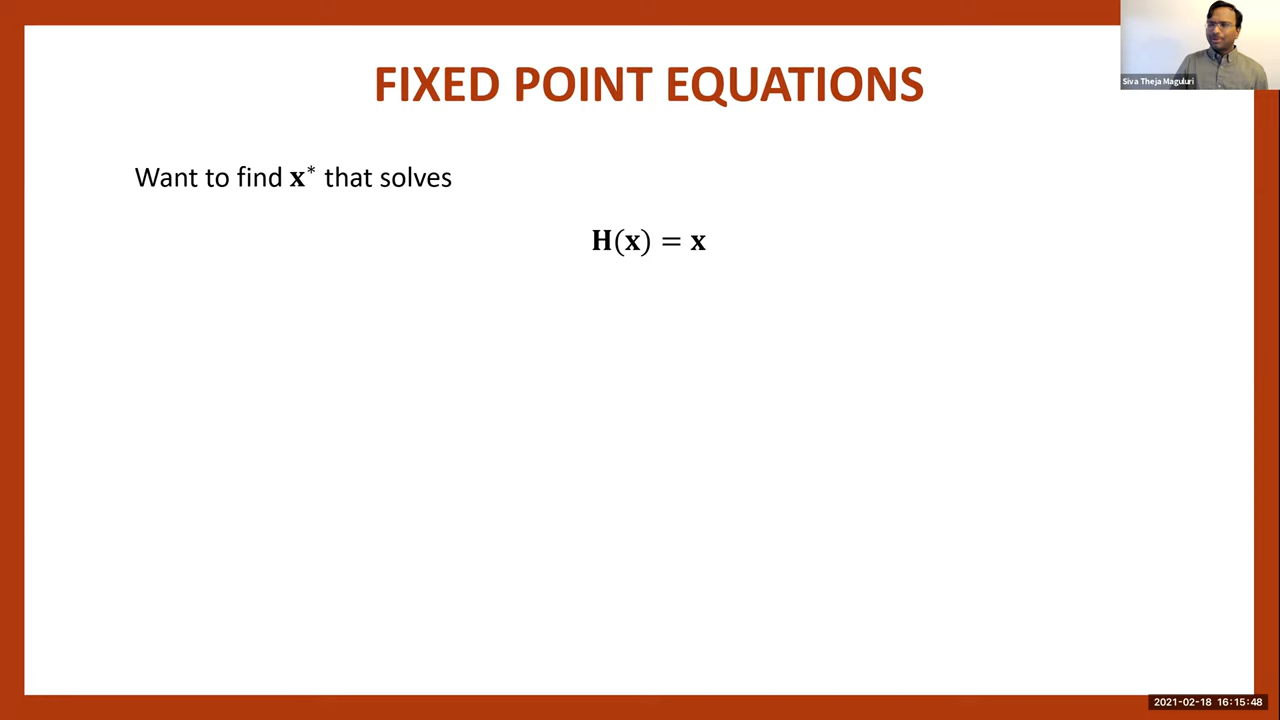 FIXED POINT EQUATIONS
Siva Theja Maguluri
Want to find x* that solves
H(x) = x
2021-02-18 16:15:48